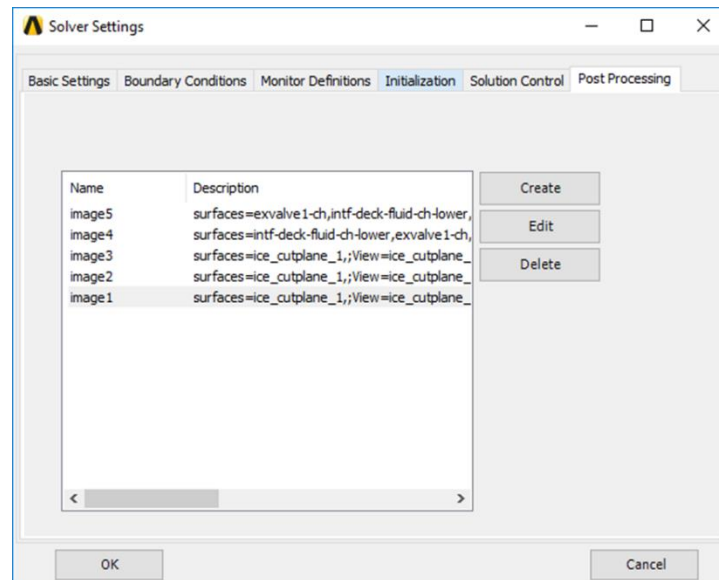 Solver Settings
Basic Settings Boundary Conditions Monitor Definitions Initialization Solution Control Post Processing
Name Description
image5 surfaces=exvalve1-ch,intf-deck-fluid-ch-lower,
image4 surfaces=intf-deck-fluid-ch-lower,exvalve1-ch,
image3 surfaces=ice_cutplane_1,;View=ice_cutplane_
image2 surfaces=ice_cutplane_1,;View=ice_cutplane_
image1 surfaces=ice_cutplane_1,;View=ice_cutplane_
Create
Edit
Delete
OK Cancel